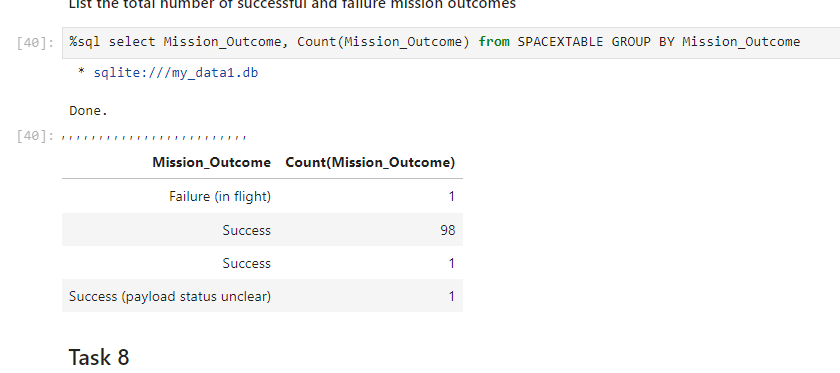 List the total number of successful and failure mission outcomes
[40]: %sql select Mission_Outcome, Count(Mission_Outcome) from SPACEXTABLE GROUP BY Mission_Outcome
* sqlite:///my_data1.db
Done.
[40]: ,,,,,,,,,,,,,,,,,,,,,,,,,
Mission_Outcome Count(Mission_Outcome)
Failure (in flight) 1
Success 98
Success 1
Success (payload status unclear) 1
Task 8